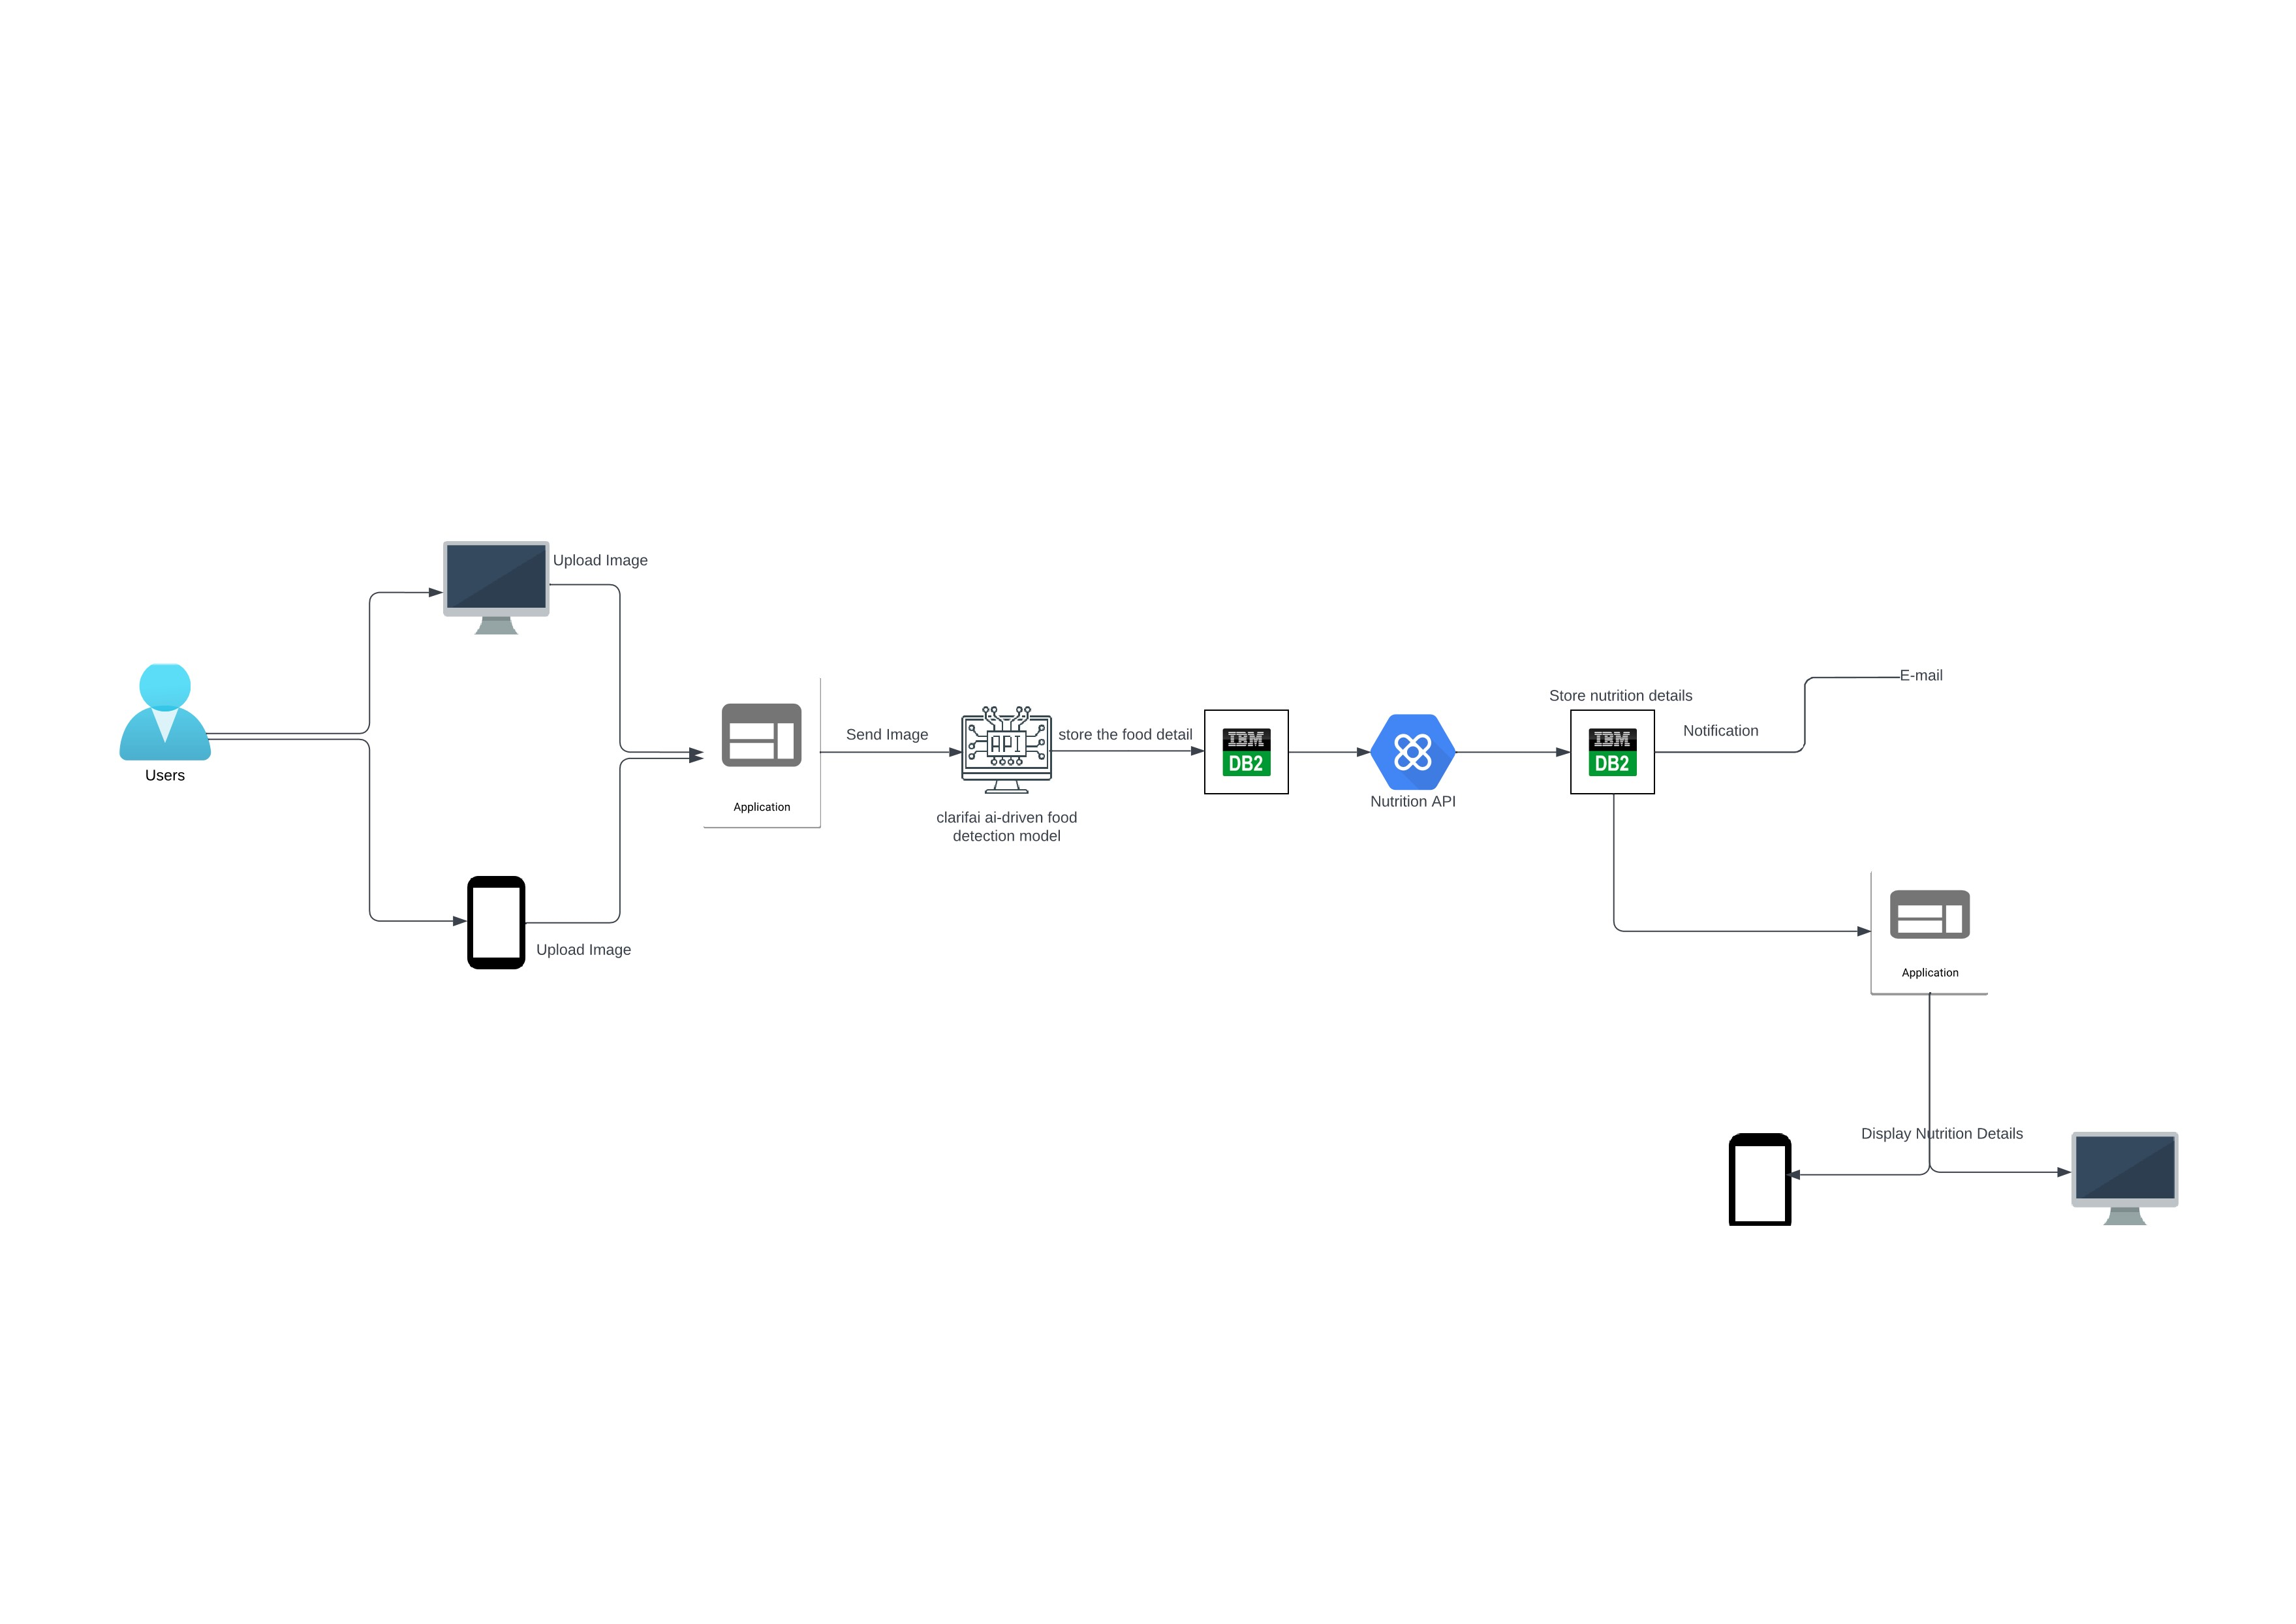 Upload Image
Users
Upload Image
Application
Send Image
API
clarifai ai-driven food
detection model
store the food detail
IBM
DB2
Nutrition API
Store nutrition details
IBM
DB2
Notification
E-mail
Application
Display Nutrition Details